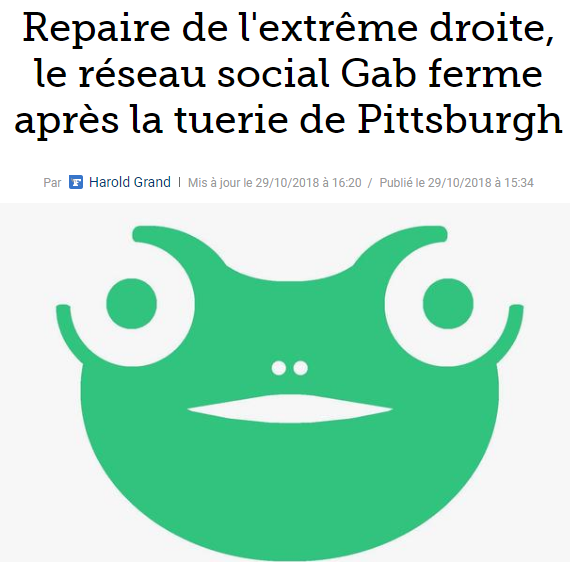 Repaire de l'extrême droite,
le réseau social Gab ferme
après la tuerie de Pittsburgh
Par F Harold Grand | Mis à jour le 29/10/2018 à 16:20 / Publié le 29/10/2018 à 15:34